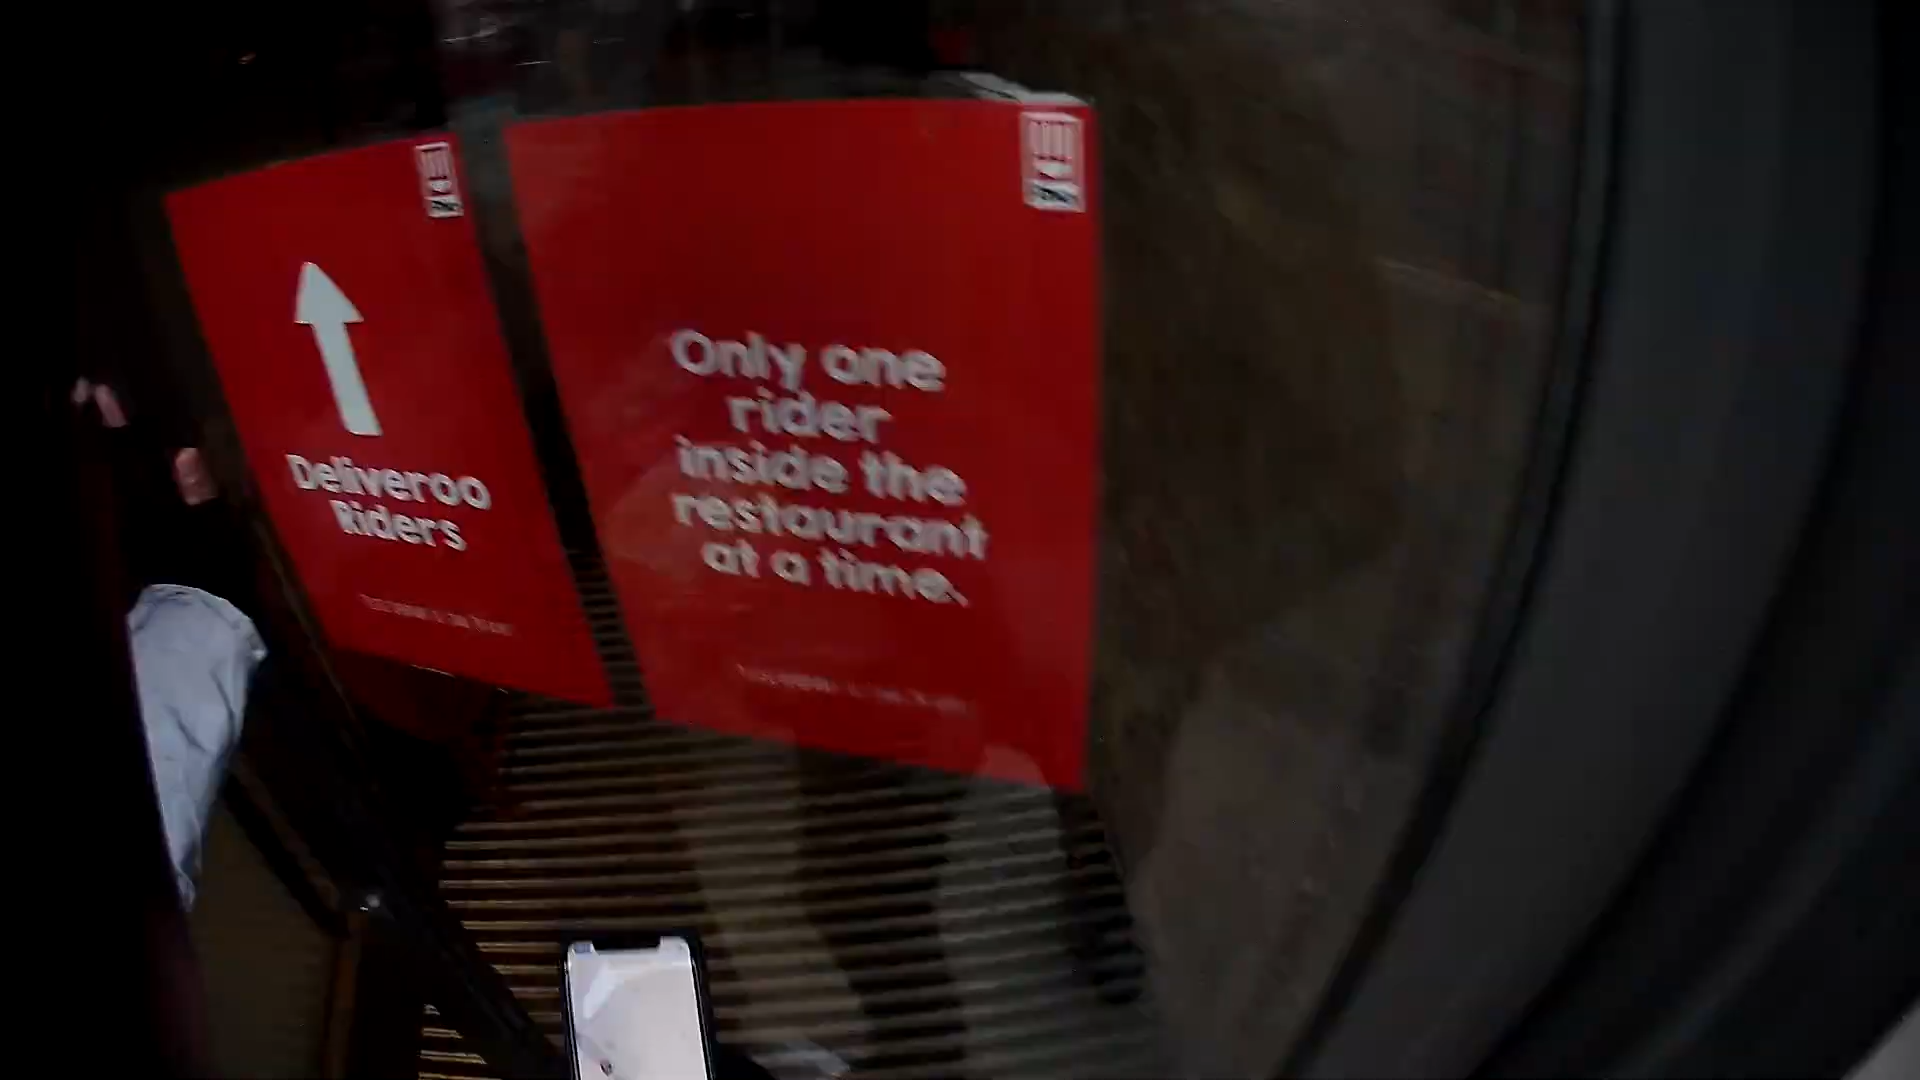 Deliveroo
Riders
Only one
rider
inside the
restaurant
at a time.